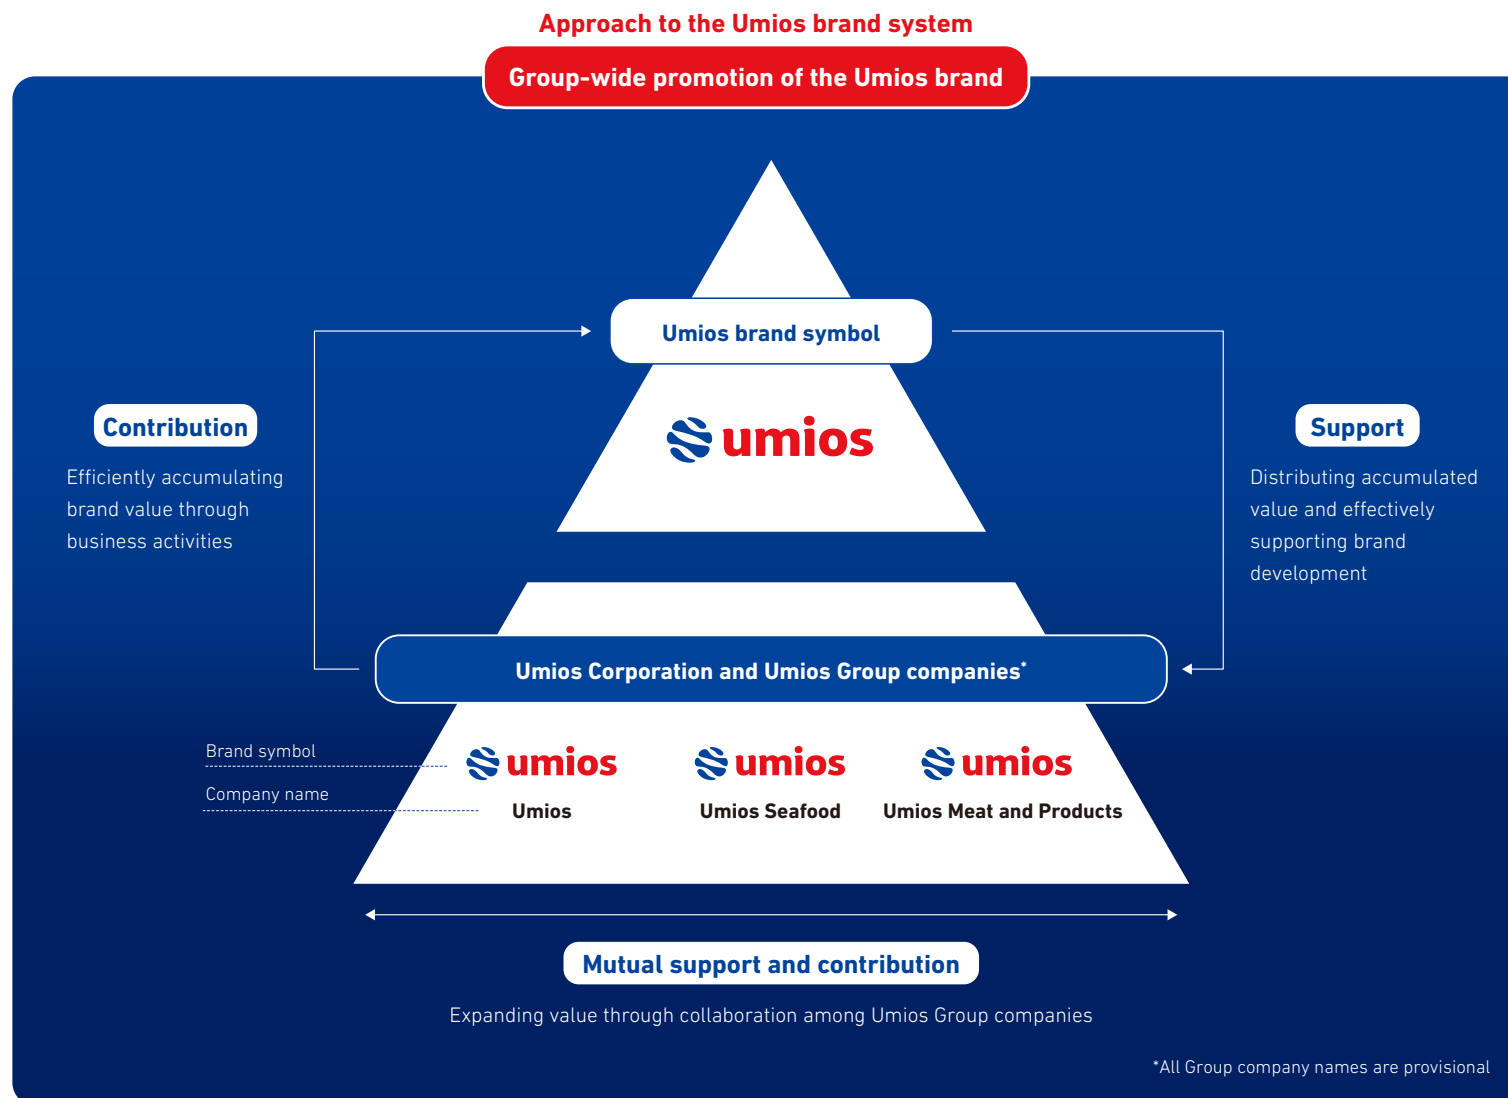 Approach to the Umios brand system
Group-wide promotion of the Umios brand
Umios brand symbol
umios
Contribution
Efficiently accumulating
brand value through
business activities
Support
Distributing accumulated
value and effectively
supporting brand
development
Umios Corporation and Umios Group companies*
Brand symbol
umios umios umios
Company name
Umios Umios Seafood Umios Meat and Products
Mutual support and contribution
Expanding value through collaboration among Umios Group companies
*All Group company names are provisional